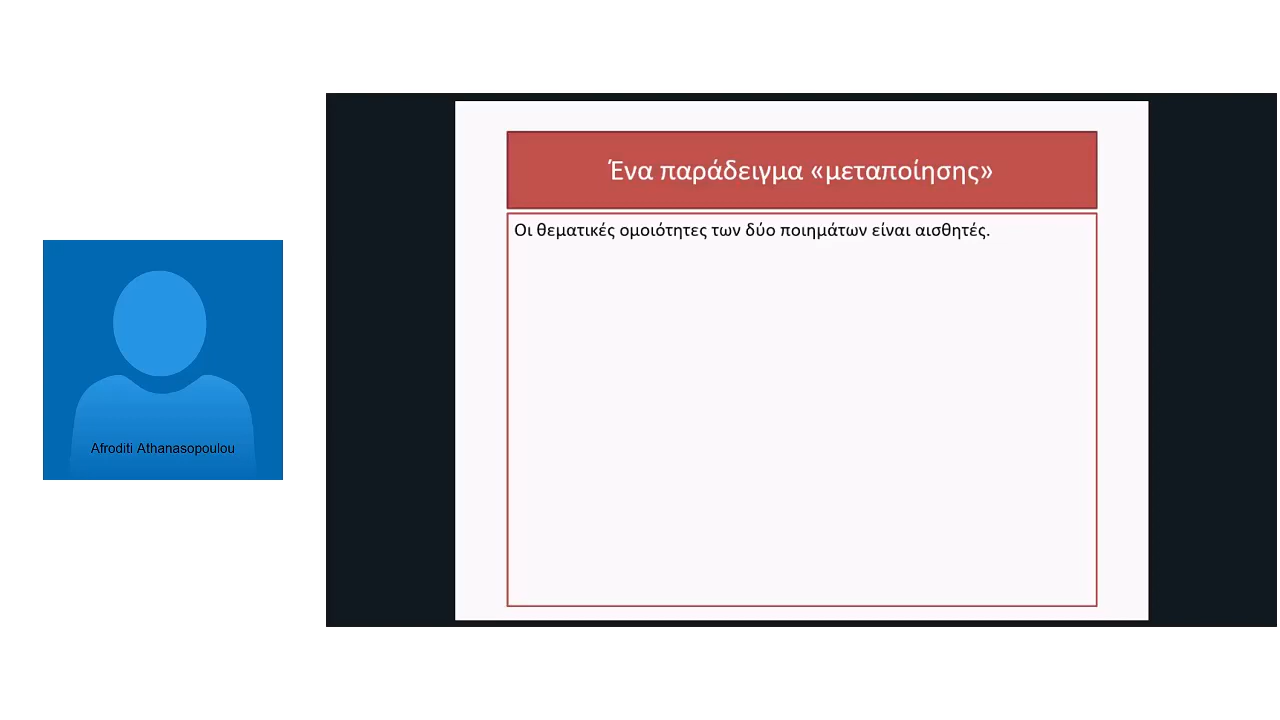 Ένα παράδειγμα «μεταποίησης»
Οι θεματικές ομοιότητες των δύο ποιημάτων είναι αισθητές.
Afroditi Athanasopoulou